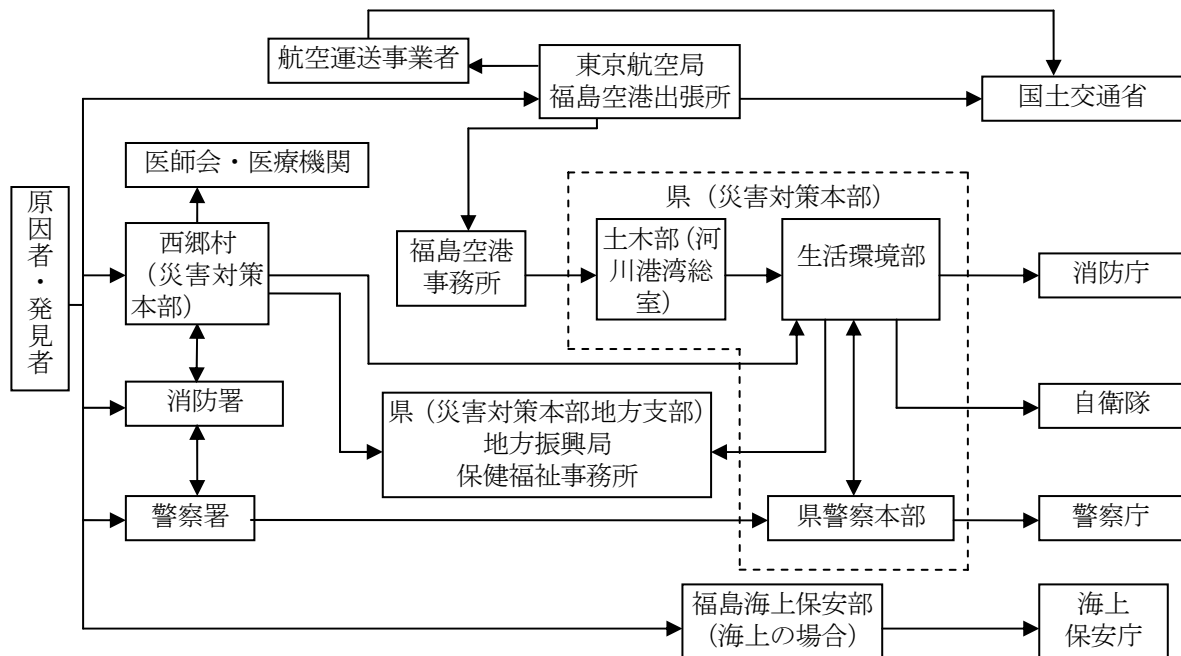 航空運送事業者
東京航空局
福島空港出張所
国土交通省
医師会・医療機関
原因者・発見者
西郷村
（災害対策
本部）
福島空港
事務所
県（災害対策本部）
土木部（河
川港湾総
室）
生活環境部
消防庁
消防署
県（災害対策本部地方支部）
地方振興局
保健福祉事務所
自衛隊
警察署
県警察本部
警察庁
福島海上保安部
（海上の場合）
海上
保安庁